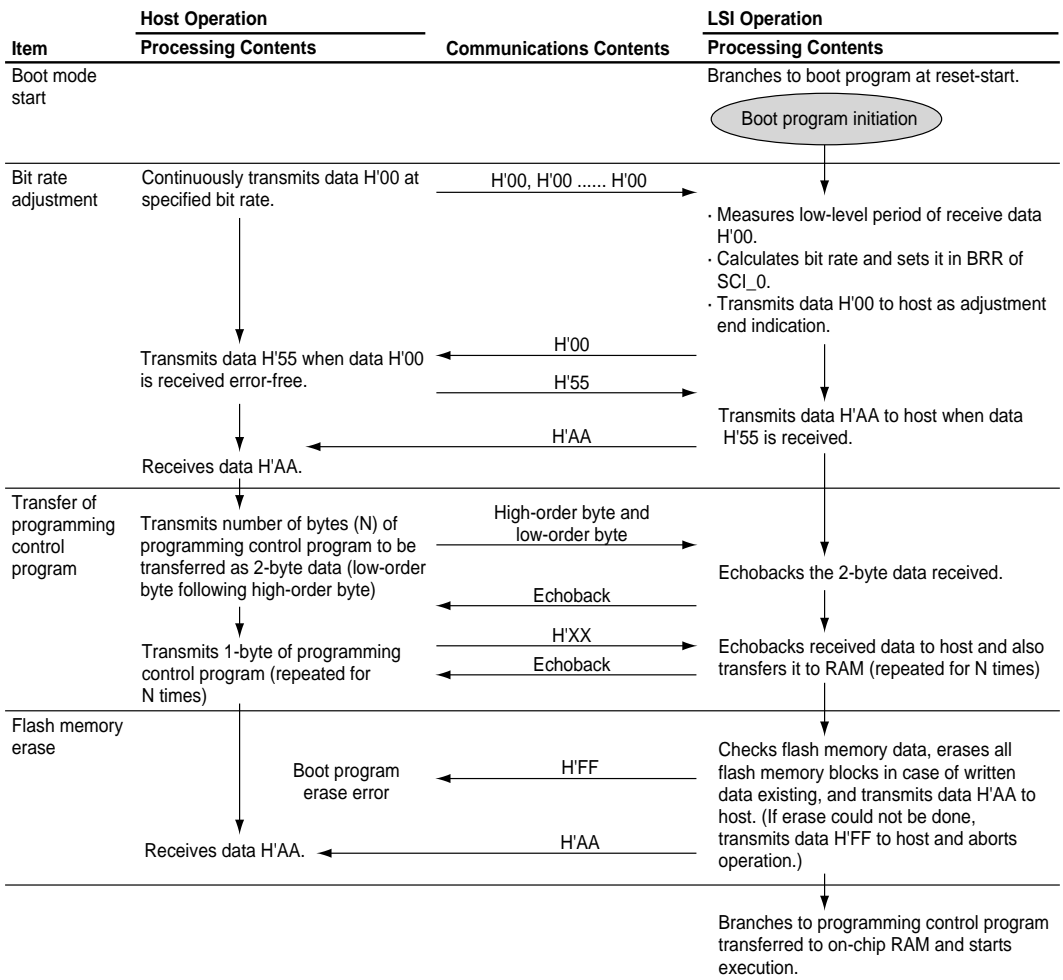 Host Operation
LSI Operation
Item
Processing Contents
Communications Contents
Processing Contents
Boot mode
start
Branches to boot program at reset-start.
Boot program initiation
Bit rate
adjustment
Continuously transmits data H'00 at
specified bit rate.
H'00, H'00 ...... H'00
· Measures low-level period of receive data
H'00.
· Calculates bit rate and sets it in BRR of
SCI_0.
· Transmits data H'00 to host as adjustment
end indication.
H'00
Transmits data H'55 when data H'00
is received error-free.
H'55
Transmits data H'AA to host when data
H'55 is received.
H'AA
Receives data H'AA.
Transfer of
programming
control
program
Transmits number of bytes (N) of
programming control program to be
transferred as 2-byte data (low-order
byte following high-order byte)
High-order byte and
low-order byte
Echobacks the 2-byte data received.
Echoback
Transmits 1-byte of programming
control program (repeated for
N times)
H'XX
Echoback
Echobacks received data to host and also
transfers it to RAM (repeated for N times)
Flash memory
erase
Boot program
erase error
H'FF
Checks flash memory data, erases all
flash memory blocks in case of written
data existing, and transmits data H'AA to
host. (If erase could not be done,
transmits data H'FF to host and aborts
operation.)
Receives data H'AA.
H'AA
Branches to programming control program
transferred to on-chip RAM and starts
execution.